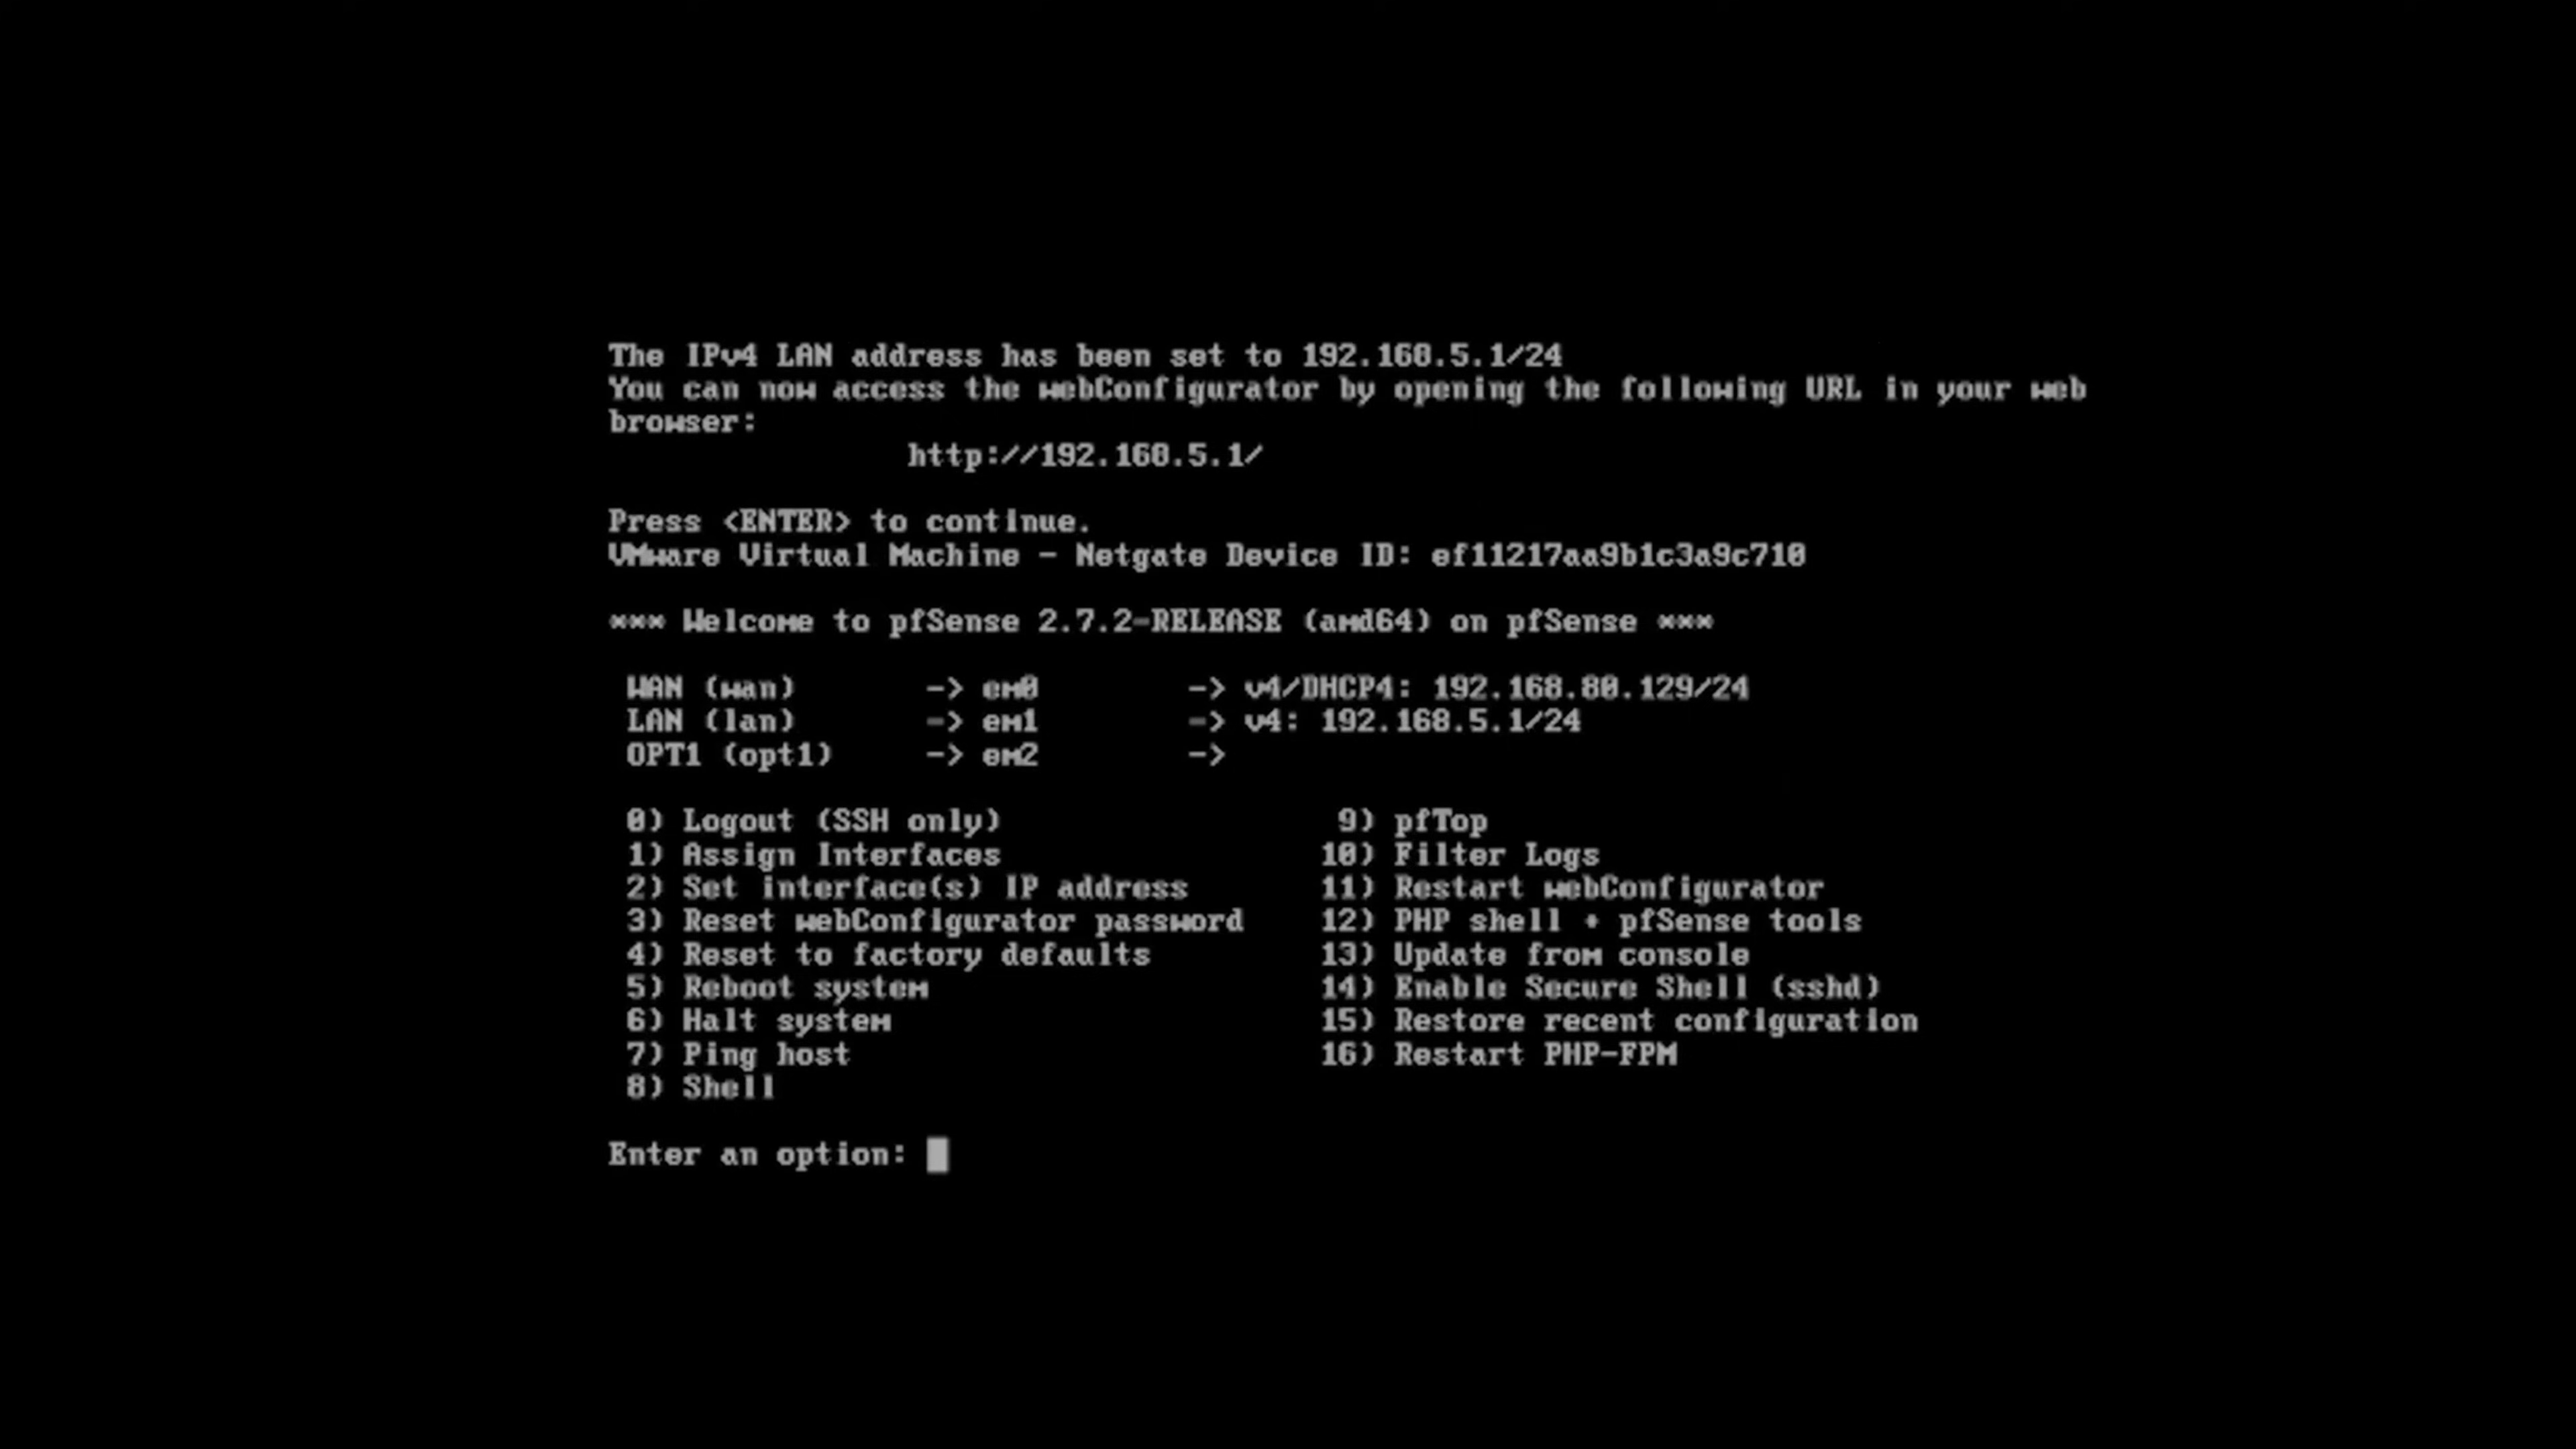 The IPv4 LAN address has been set to 192.168.5.1/24
You can now access the webConfigurator by opening the following URL in your web
browser:
http://192.168.5.1/
Press <ENTER> to continue.
VMware Virtual Machine - Netgate Device ID: ef11217aa9b1c3a9c710
*** Welcome to pfSense 2.7.2-RELEASE (amd64) on pfSense ***
WAN (wan) -> em0 -> v4/DHCP4: 192.168.80.129/24
LAN (lan) -> em1 -> v4: 192.168.5.1/24
OPT1 (opt1) -> em2 ->
0) Logout (SSH only) 9) pfTop
1) Assign Interfaces 10) Filter Logs
2) Set interface(s) IP address 11) Restart webConfigurator
3) Reset webConfigurator password 12) PHP shell + pfSense tools
4) Reset to factory defaults 13) Update from console
5) Reboot system 14) Enable Secure Shell (sshd)
6) Halt system 15) Restore recent configuration
7) Ping host 16) Restart PHP-FPM
8) Shell
Enter an option: